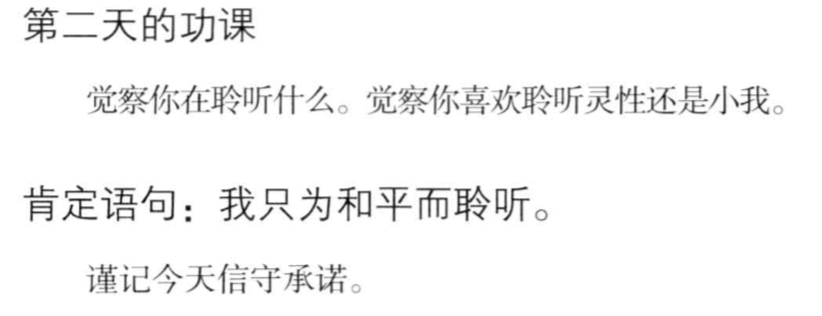 第二天的功课
觉察你在聆听什么。觉察你喜欢聆听灵性还是小我。
肯定语句：我只为和平而聆听。
谨记今天信守承诺。